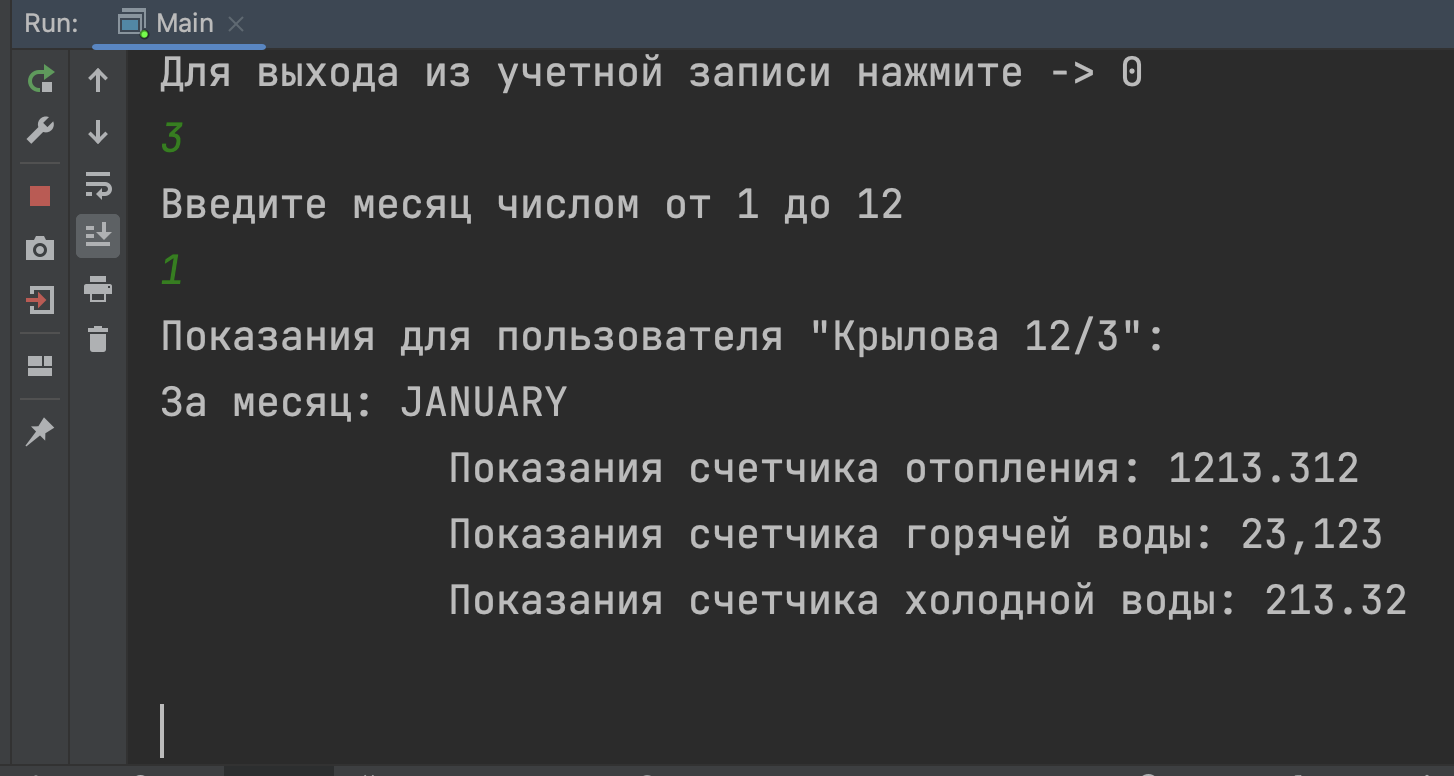 Run: Main
Для выхода из учетной записи нажмите -> 0
3
Введите месяц числом от 1 до 12
1
Показания для пользователя "Крылова 12/3":
За месяц: JANUARY
Показания счетчика отопления: 1213.312
Показания счетчика горячей воды: 23,123
Показания счетчика холодной воды: 213.32